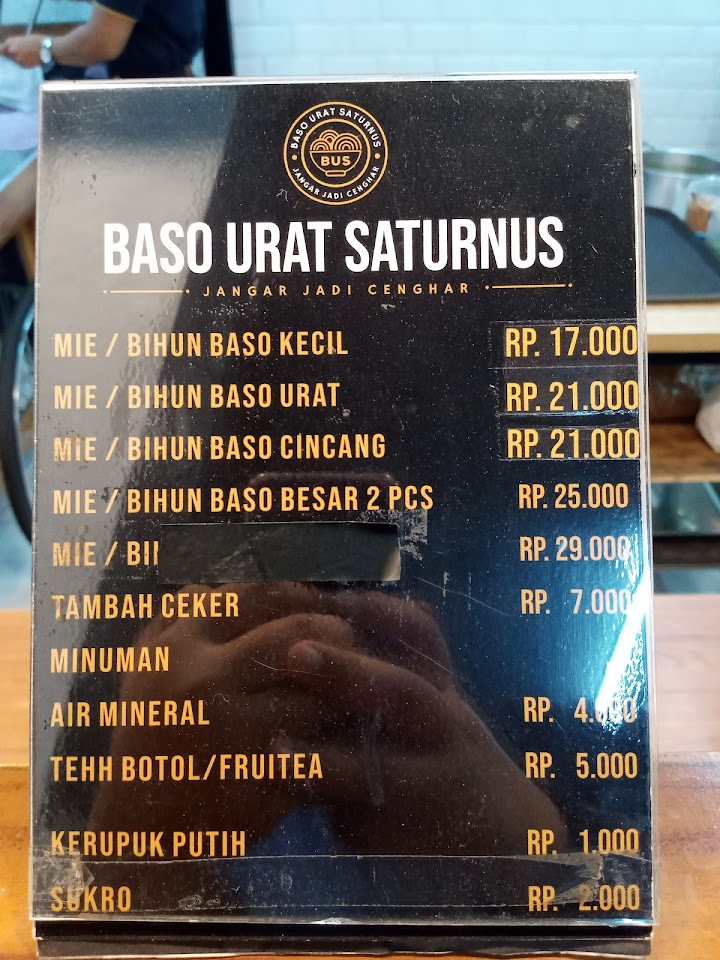 BASO URAT SATURNUS
BUS
JANGAR JADI CENGHAR
BASO URAT SATURNUS
JANGAR JADI CENGHAR
MIE / BIHUN BASO KECIL RP. 17.000
MIE / BIHUN BASO URAT RP. 21.000
MIE / BIHUN BASO CINCANG RP. 21.000
MIE / BIHUN BASO BESAR 2 PCS RP. 25.000
MIE / RP. 29.000
TAMBAH CEKER RP. 7.000
MINUMAN
AIR MINERAL RP. 4.000
TEHH BOTOL/FRUITEA RP. 5.000
KERUPUK PUTIH RP. 1.000
SUKRO RP. 2.000